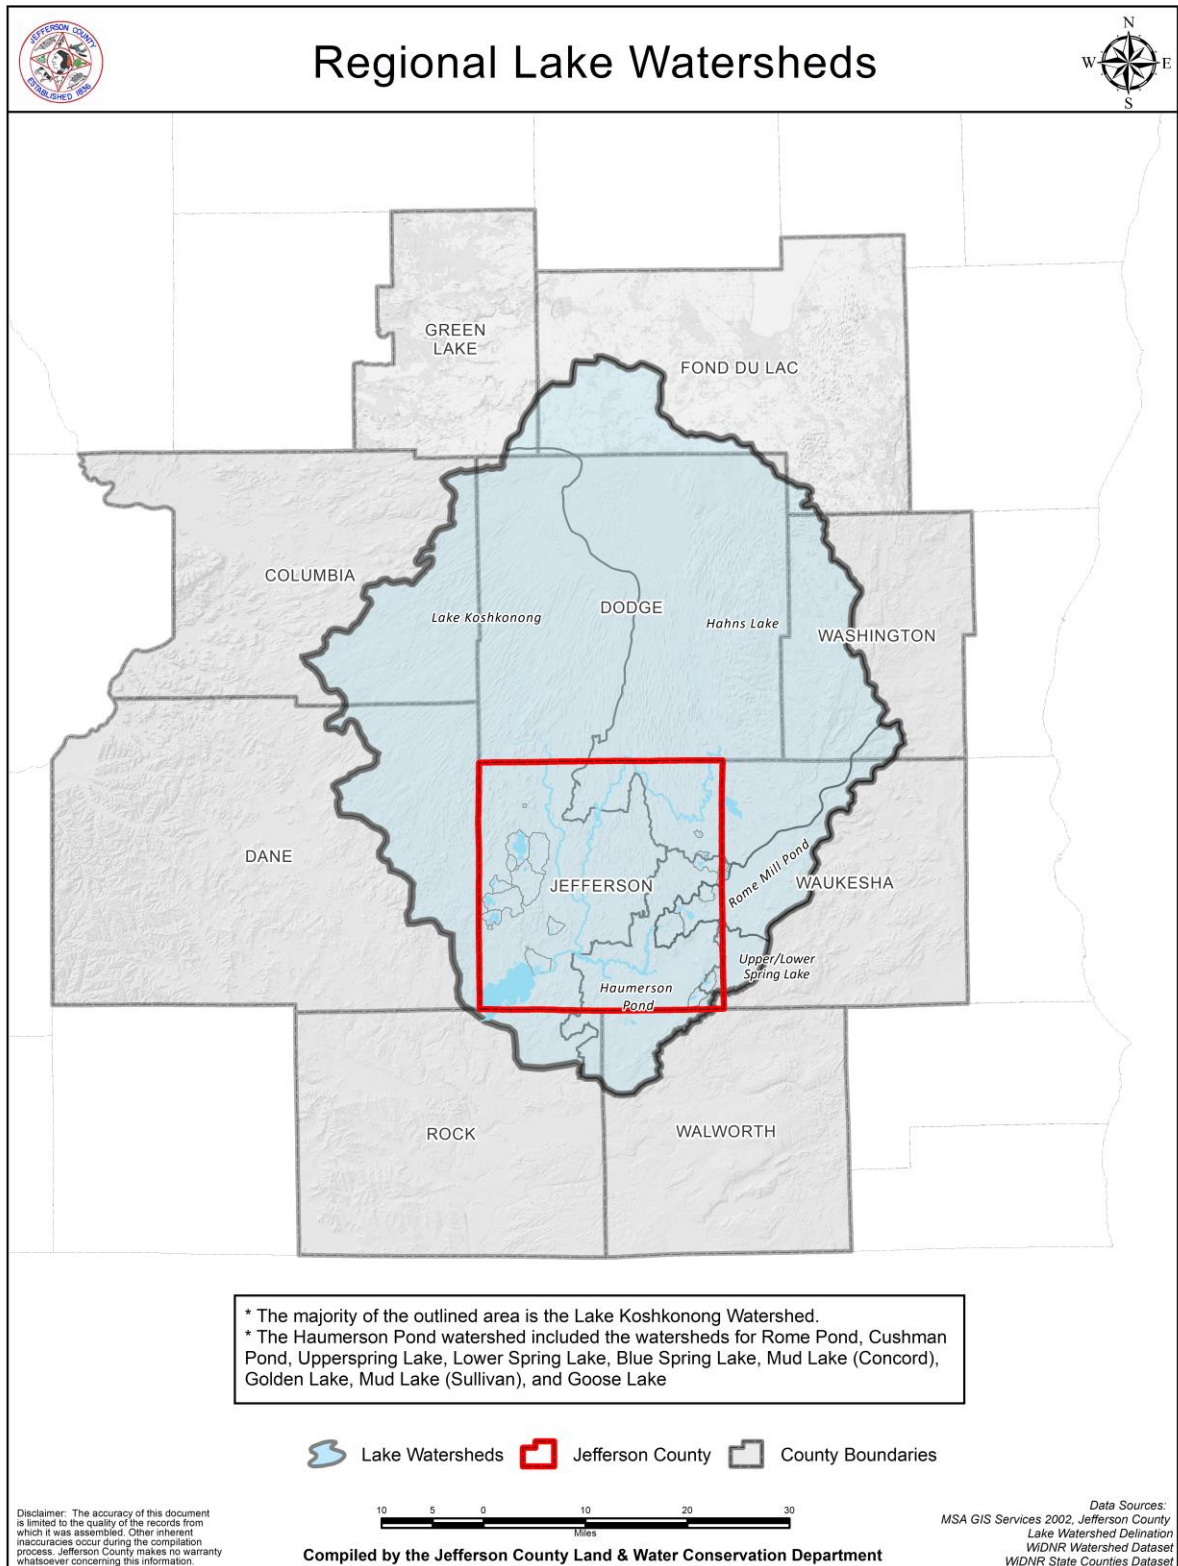 JEFFERSON COUNTY
ESTABLISHED 1836
Regional Lake Watersheds
N
W
E
S
GREEN
LAKE
FOND DU LAC
COLUMBIA
Lake Koshkonong
DODGE
Hahns Lake
WASHINGTON
DANE
JEFFERSON
Rome Mill Pond
WAUKESHA
Upper/Lower
Spring Lake
Haumerson
Pond
ROCK
WALWORTH
* The majority of the outlined area is the Lake Koshkonong Watershed.
* The Haumerson Pond watershed included the watersheds for Rome Pond, Cushman
Pond, Upperspring Lake, Lower Spring Lake, Blue Spring Lake, Mud Lake (Concord),
Golden Lake, Mud Lake (Sullivan), and Goose Lake
Lake Watersheds
Jefferson County
County Boundaries
Disclaimer: The accuracy of this document
is limited to the quality of the records from
which it was assembled. Other inherent
inaccuracies occur during the compilation
process. Jefferson County makes no warranty
whatsoever concerning this information.
10 5 0 10 20 30
Miles
Compiled by the Jefferson County Land & Water Conservation Department
Data Sources:
MSA GIS Services 2002, Jefferson County
Lake Watershed Delination
WiDNR Watershed Dataset
WiDNR State Counties Dataset